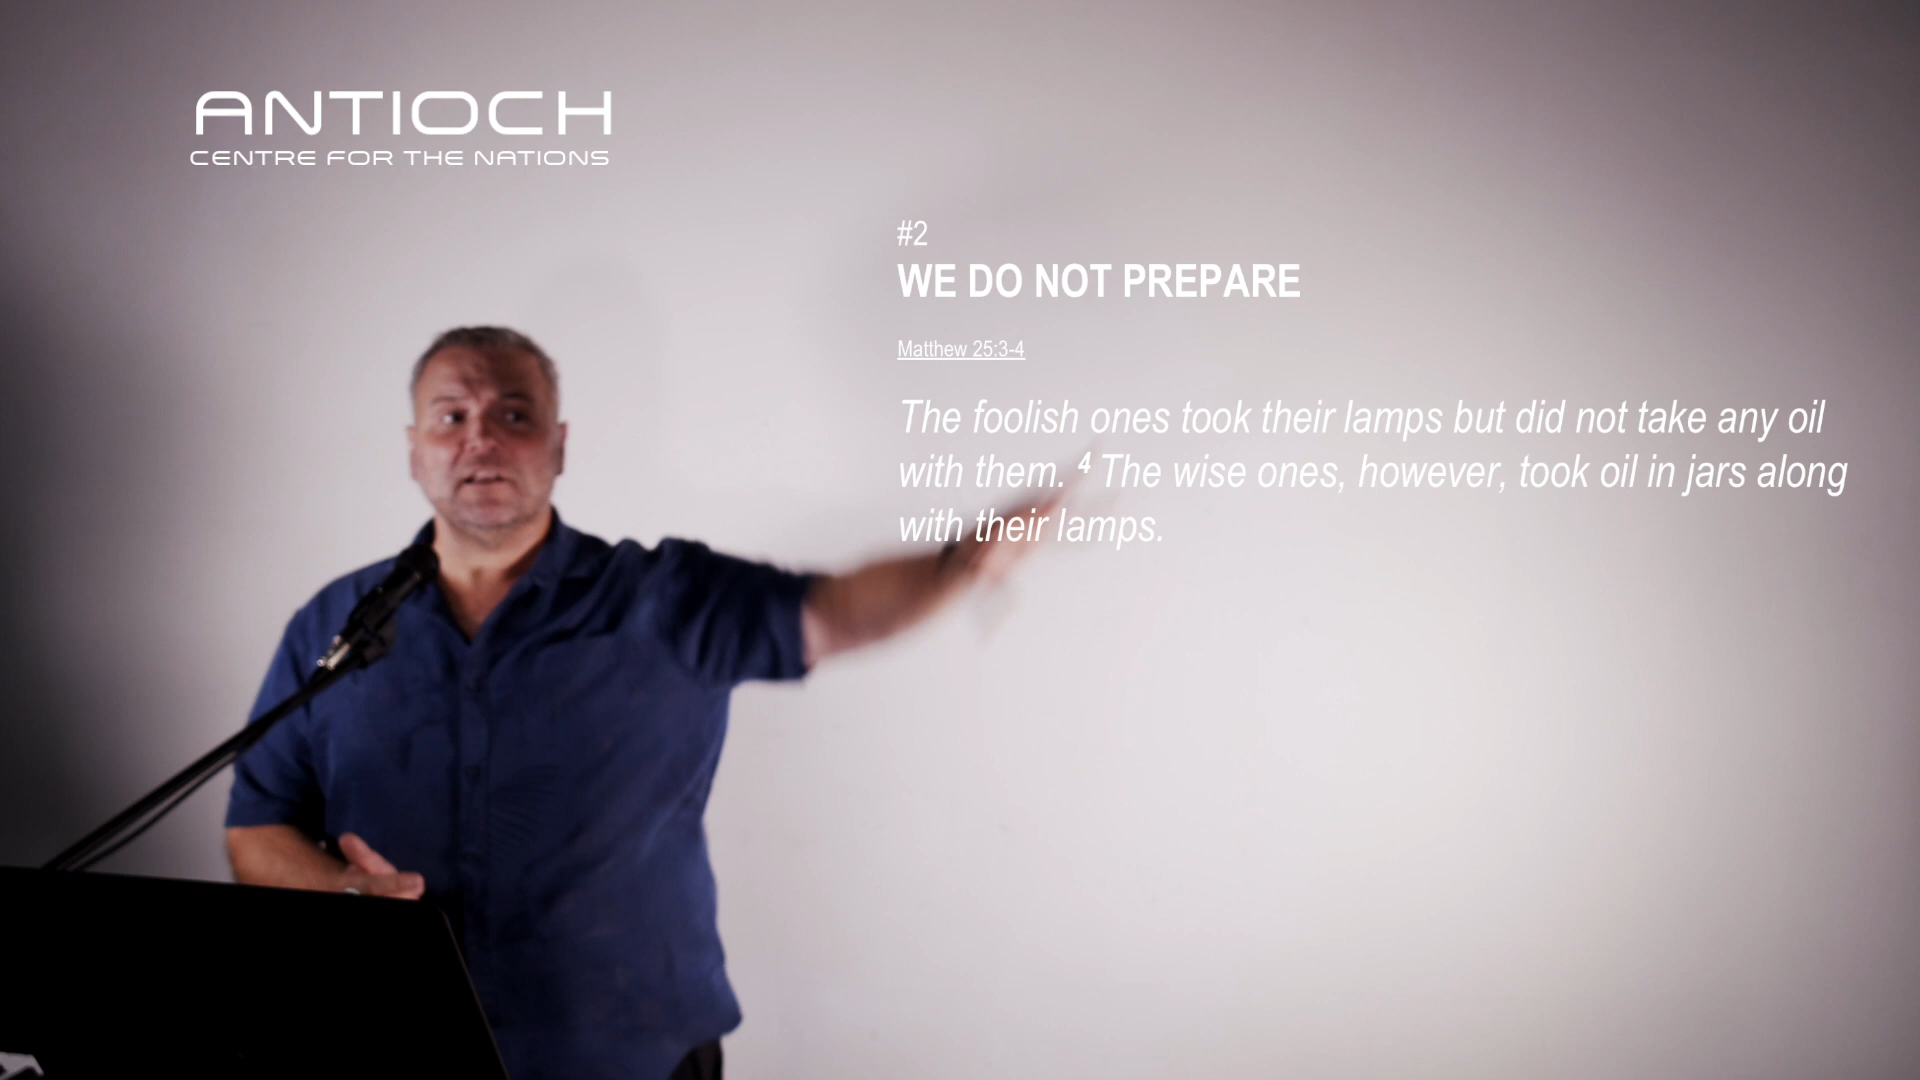 ANTIOCH
CENTRE FOR THE NATIONS
#2
WE DO NOT PREPARE
Matthew 25:3-4
The foolish ones took their lamps but did not take any oil
with them. 4 The wise ones, however, took oil in jars along
with their lamps.